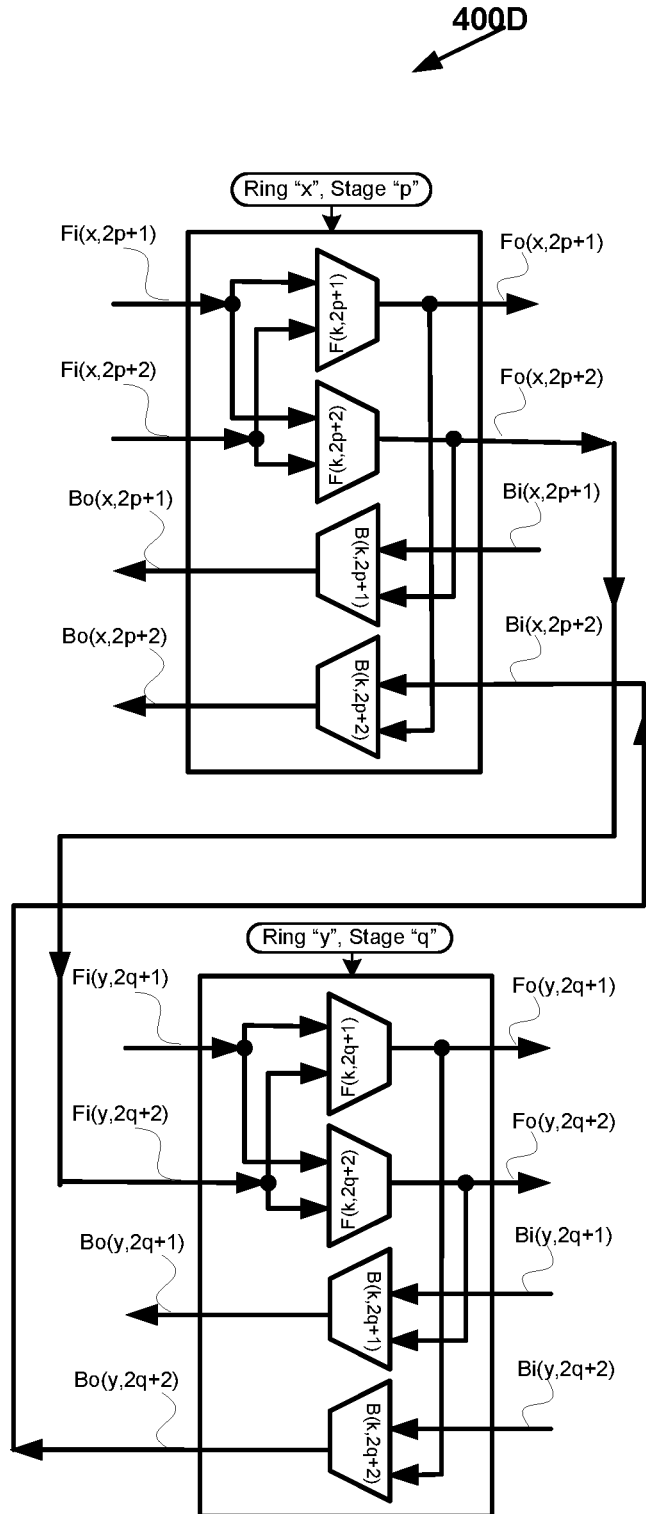 400D
Ring “x”, Stage “p”
Fi(x,2p+1)
Fo(x,2p+1)
F(k,2p+1)
Fi(x,2p+2)
Fo(x,2p+2)
F(k,2p+2)
Bo(x,2p+1)
Bi(x,2p+1)
B(k,2p+1)
Bo(x,2p+2)
Bi(x,2p+2)
B(k,2p+2)
Ring “y”, Stage “q”
Fi(y,2q+1)
Fo(y,2q+1)
F(k,2q+1)
Fi(y,2q+2)
Fo(y,2q+2)
F(k,2q+2)
Bo(y,2q+1)
Bi(y,2q+1)
B(k,2q+1)
Bo(y,2q+2)
Bi(y,2q+2)
B(k,2q+2)